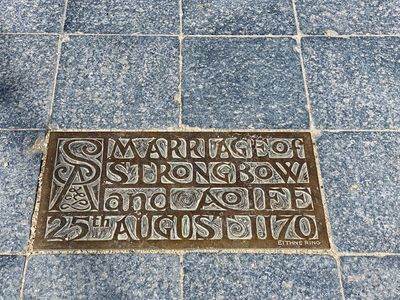 MARRIAGE of
STRONGBOW
and AOIFE
25th AUGUST 1170
EITHNE RING